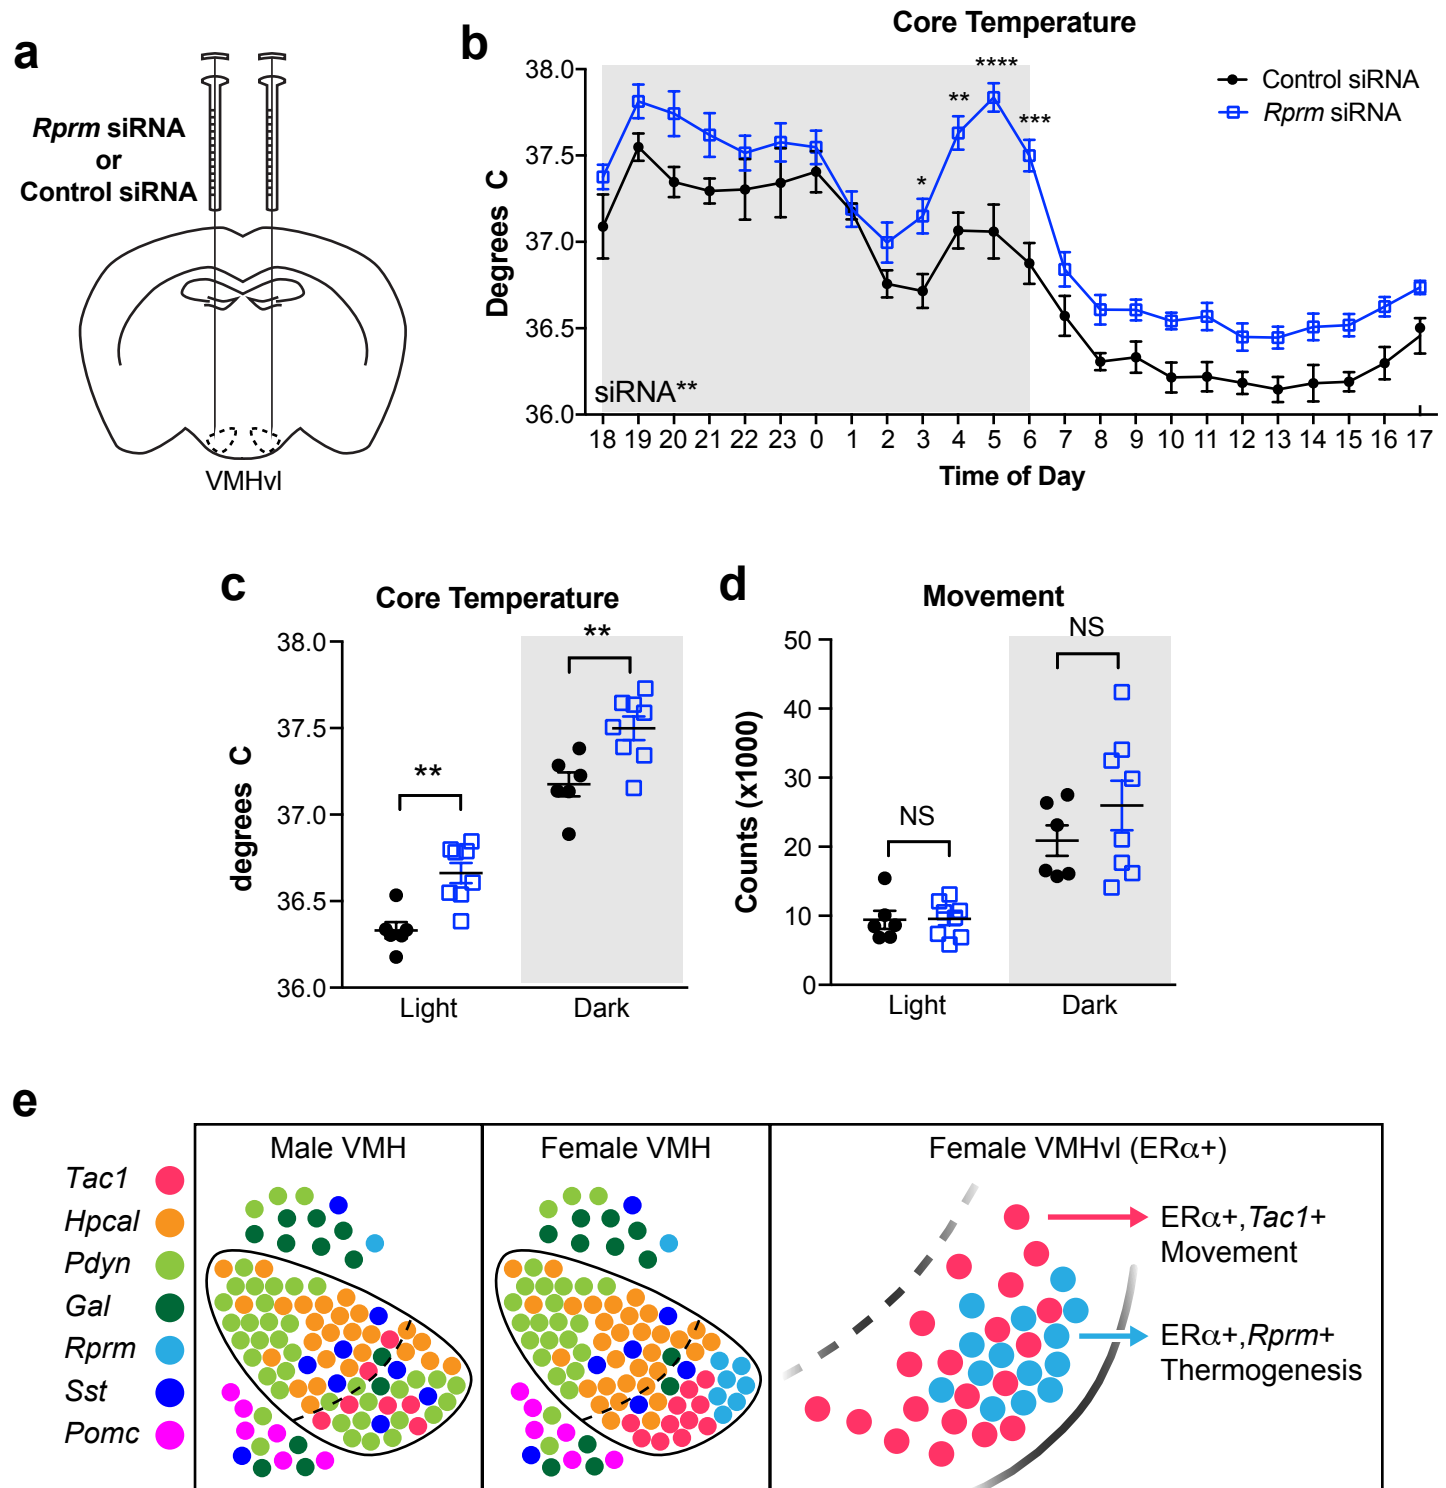 a
Rprm siRNA
or
Control siRNA
VMHvl
b
Core Temperature
38.0
37.5
37.0
36.5
36.0
Degrees C
**** 
**
***
*
siRNA**
Control siRNA
Rprm siRNA
18 19 20 21 22 23 0 1 2 3 4 5 6 7 8 9 10 11 12 13 14 15 16 17
Time of Day
c
Core Temperature
38.0
37.5
37.0
36.5
36.0
degrees C
**
**
Light Dark
d
Movement
50
40
30
20
10
0
Counts (x1000)
NS
NS
Light Dark
e
Tac1
Hpcal
Pdyn
Gal
Rprm
Sst
Pomc
Male VMH
Female VMH
Female VMHvl (ERα+)
ERα+,Tac1+
Movement
ERα+,Rprm+
Thermogenesis